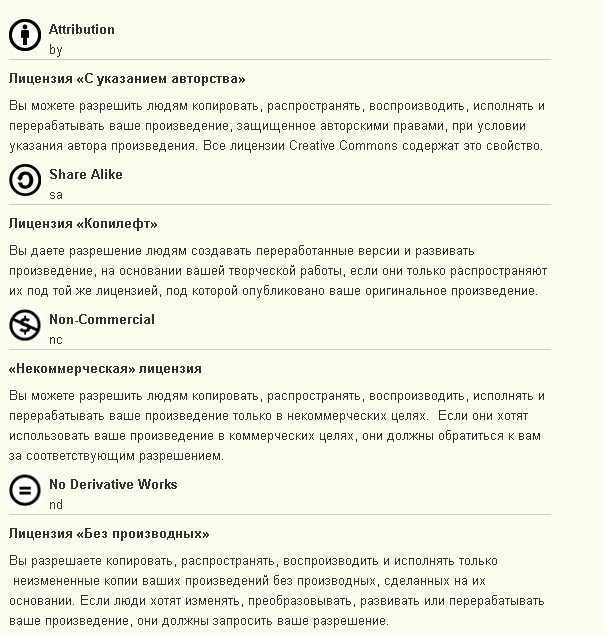 Attribution
by
Лицензия «С указанием авторства»
Вы можете разрешить людям копировать, распространять, воспроизводить, исполнять и
перерабатывать ваше произведение, защищенное авторскими правами, при условии
указания автора произведения. Все лицензии Creative Commons содержат это свойство.
Share Alike
sa
Лицензия «Копилефт»
Вы даете разрешение людям создавать переработанные версии и развивать
произведение, на основании вашей творческой работы, если они только распространяют
их под той же лицензией, под которой опубликовано ваше оригинальное произведение.
Non-Commercial
nc
«Некоммерческая» лицензия
Вы можете разрешить людям копировать, распространять, воспроизводить, исполнять и
перерабатывать ваше произведение только в некоммерческих целях. Если они хотят
использовать ваше произведение в коммерческих целях, они должны обратиться к вам
за соответствующим разрешением.
No Derivative Works
nd
Лицензия «Без производных»
Вы разрешаете копировать, распространять, воспроизводить и исполнять только
неизмененные копии ваших произведений без производных, сделанных на их
основании. Если люди хотят изменять, преобразовывать, развивать или перерабатывать
ваше произведение, они должны запросить ваше разрешение.